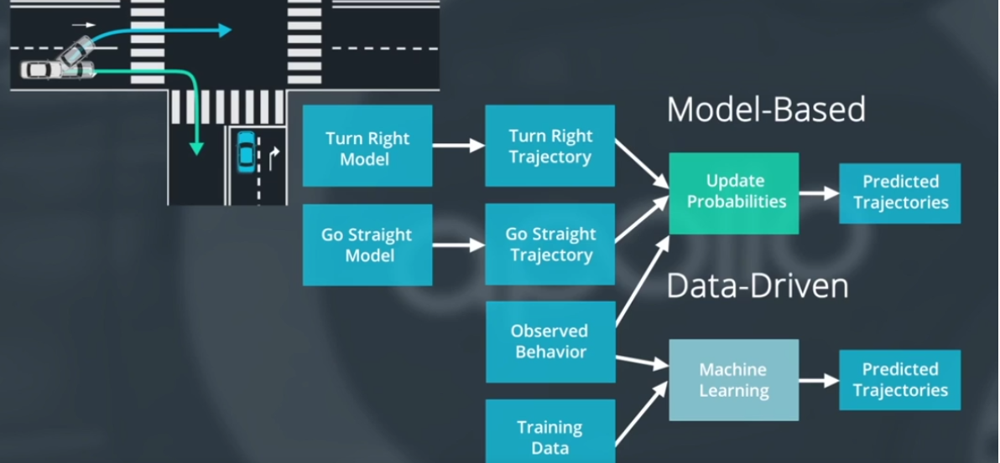 Model-Based
Turn Right
Model
Turn Right
Trajectory
Update
Probabilities
Predicted
Trajectories
Go Straight
Model
Go Straight
Trajectory
Data-Driven
Observed
Behavior
Machine
Learning
Predicted
Trajectories
Training
Data
apollo